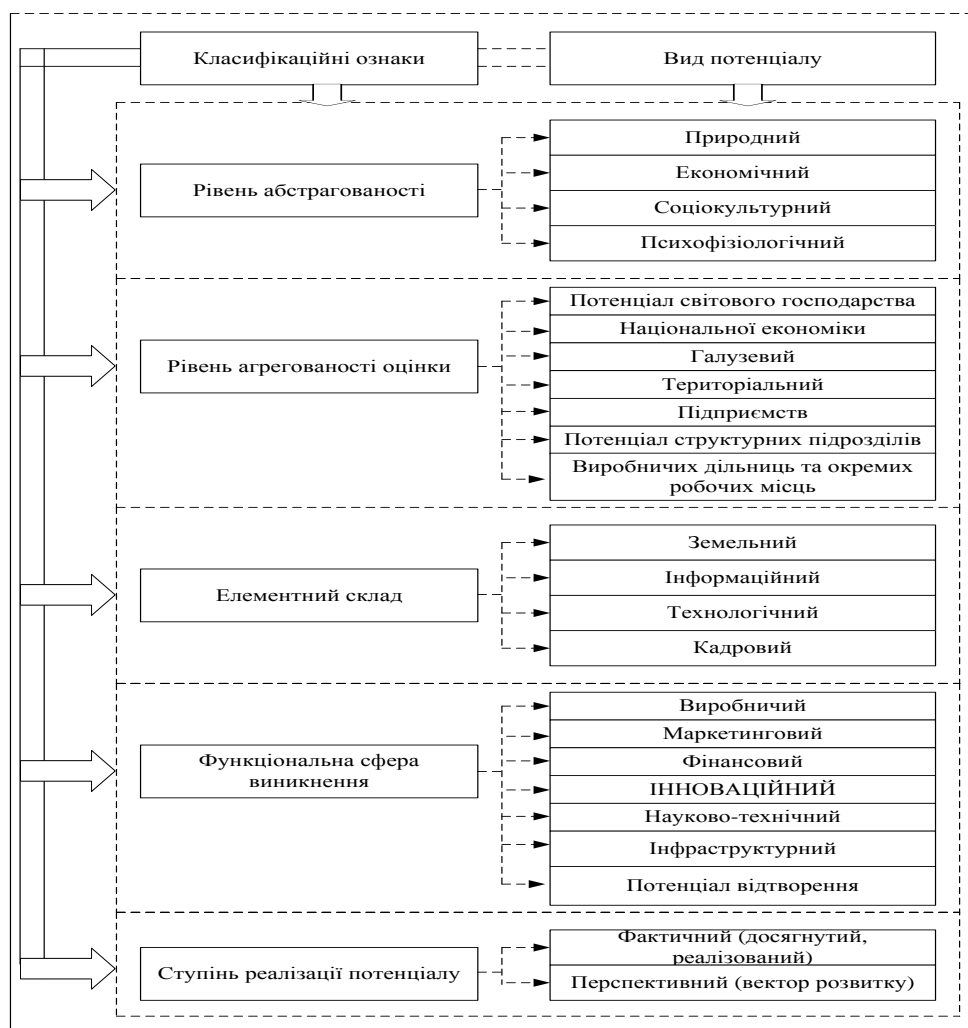 Класифікаційні ознаки
Вид потенціалу
Рівень абстрагованості
Природний
Економічний
Соціокультурний
Психофізіологічний
Рівень агрегованості оцінки
Потенціал світового господарства
Національної економіки
Галузевий
Територіальний
Підприємств
Потенціал структурних підрозділів
Виробничих дільниць та окремих
робочих місць
Елементний склад
Земельний
Інформаційний
Технологічний
Кадровий
Функціональна сфера
виникнення
Виробничий
Маркетинговий
Фінансовий
ІННОВАЦІЙНИЙ
Науково-технічний
Інфраструктурний
Потенціал відтворення
Ступінь реалізації потенціалу
Фактичний (досягнутий,
реалізований)
Перспективний (вектор розвитку)